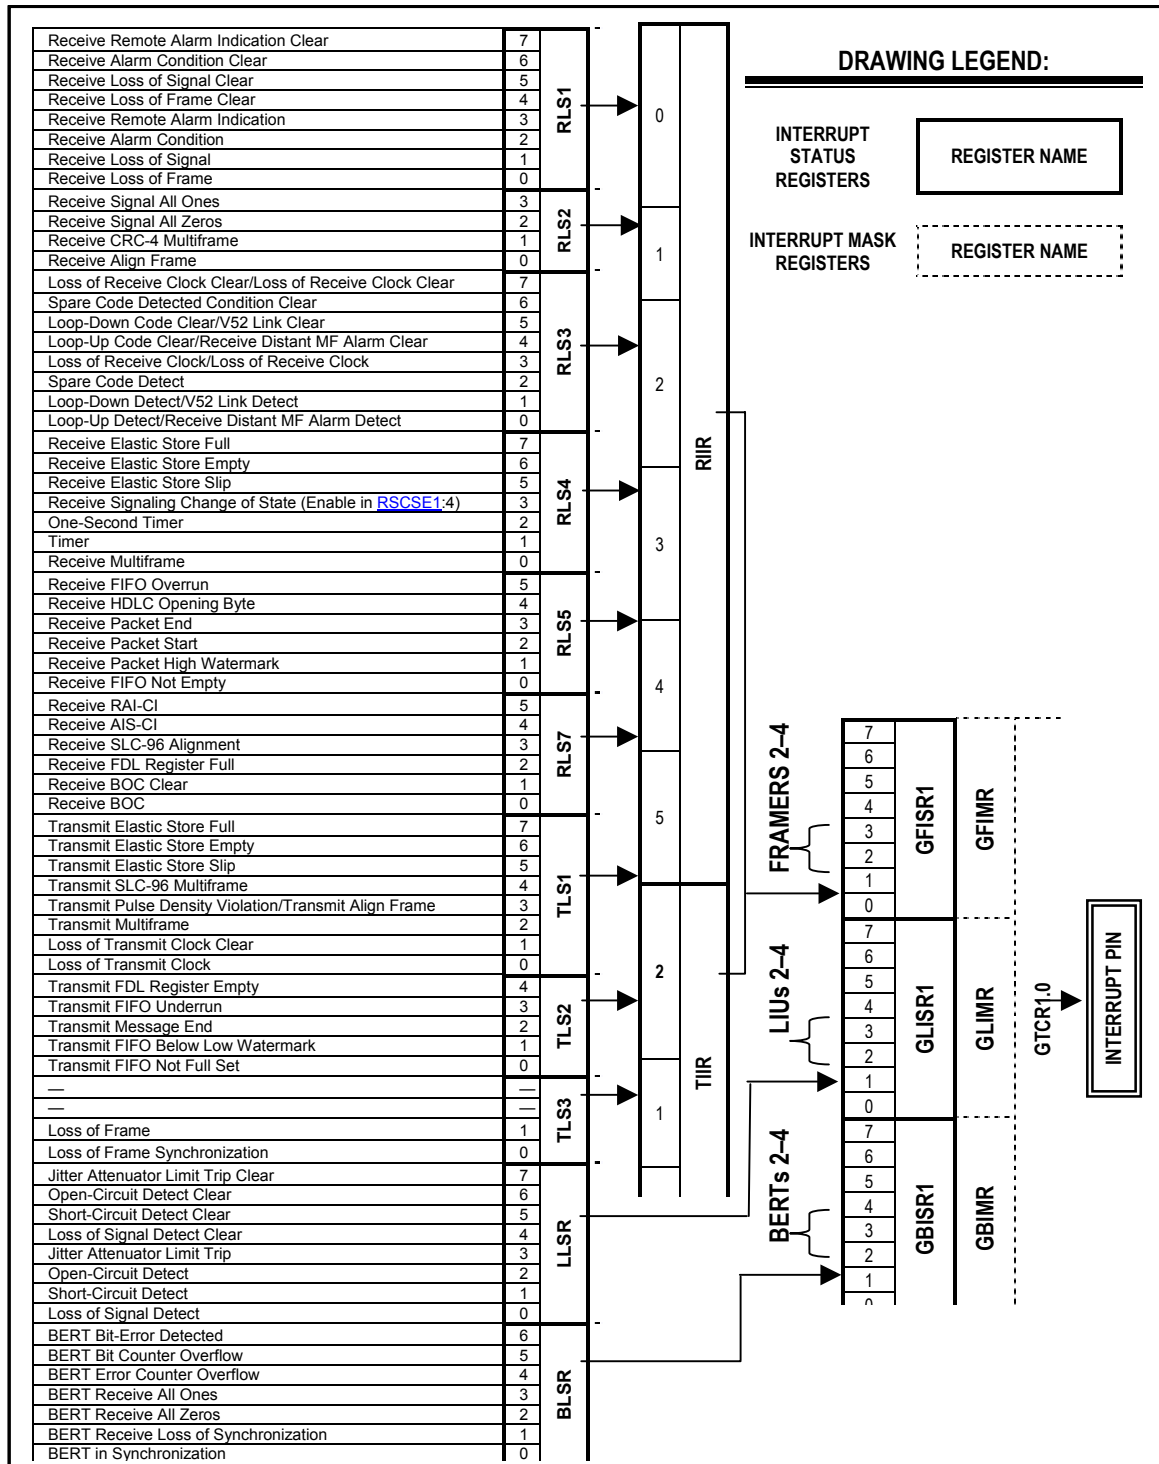 Receive Remote Alarm Indication Clear 7
Receive Alarm Condition Clear 6
Receive Loss of Signal Clear 5
Receive Loss of Frame Clear 4
Receive Remote Alarm Indication 3
Receive Alarm Condition 2
Receive Loss of Signal 1
Receive Loss of Frame 0
RLS1
Receive Signal All Ones 3
Receive Signal All Zeros 2
Receive CRC-4 Multiframe 1
Receive Align Frame 0
RLS2
Loss of Receive Clock Clear/Loss of Receive Clock Clear 7
Spare Code Detected Condition Clear 6
Loop-Down Code Clear/V52 Link Clear 5
Loop-Up Code Clear/Receive Distant MF Alarm Clear 4
Loss of Receive Clock/Loss of Receive Clock 3
Spare Code Detect 2
Loop-Down Detect/V52 Link Detect 1
Loop-Up Detect/Receive Distant MF Alarm Detect 0
RLS3
Receive Elastic Store Full 7
Receive Elastic Store Empty 6
Receive Elastic Store Slip 5
Receive Signaling Change of State (Enable in RSCSE1:4) 3
One-Second Timer 2
Timer 1
Receive Multiframe 0
RLS4
Receive FIFO Overrun 5
Receive HDLC Opening Byte 4
Receive Packet End 3
Receive Packet Start 2
Receive Packet High Watermark 1
Receive FIFO Not Empty 0
RLS5
Receive RAI-CI 5
Receive AIS-CI 4
Receive SLC-96 Alignment 3
Receive FDL Register Full 2
Receive BOC Clear 1
Receive BOC 0
RLS7
Transmit Elastic Store Full 7
Transmit Elastic Store Empty 6
Transmit Elastic Store Slip 5
Transmit SLC-96 Multiframe 4
Transmit Pulse Density Violation/Transmit Align Frame 3
Transmit Multiframe 2
Loss of Transmit Clock Clear 1
Loss of Transmit Clock 0
TLS1
Transmit FDL Register Empty 4
Transmit FIFO Underrun 3
Transmit Message End 2
Transmit FIFO Below Low Watermark 1
Transmit FIFO Not Full Set 0
TLS2
— —
— —
Loss of Frame 1
Loss of Frame Synchronization 0
TLS3
Jitter Attenuator Limit Trip Clear 7
Open-Circuit Detect Clear 6
Short-Circuit Detect Clear 5
Loss of Signal Detect Clear 4
Jitter Attenuator Limit Trip 3
Open-Circuit Detect 2
Short-Circuit Detect 1
Loss of Signal Detect 0
LLSR
BERT Bit-Error Detected 6
BERT Bit Counter Overflow 5
BERT Error Counter Overflow 4
BERT Receive All Ones 3
BERT Receive All Zeros 2
BERT Receive Loss of Synchronization 1
BERT in Synchronization 0
BLSR
0
1
2
3
4
5
RIIR
2
1
TIIR
DRAWING LEGEND:
INTERRUPT
STATUS
REGISTERS
REGISTER NAME
INTERRUPT MASK
REGISTERS
REGISTER NAME
FRAMERS 2–4
7
6
5
4
3
2
1
0
GFISR1
GFIMR
LIUs 2–4
7
6
5
4
3
2
1
0
GLISR1
GLIMR
BERTs 2–4
7
6
5
4
3
2
1
0
GBISR1
GBIMR
GTCR1.0
INTERRUPT PIN